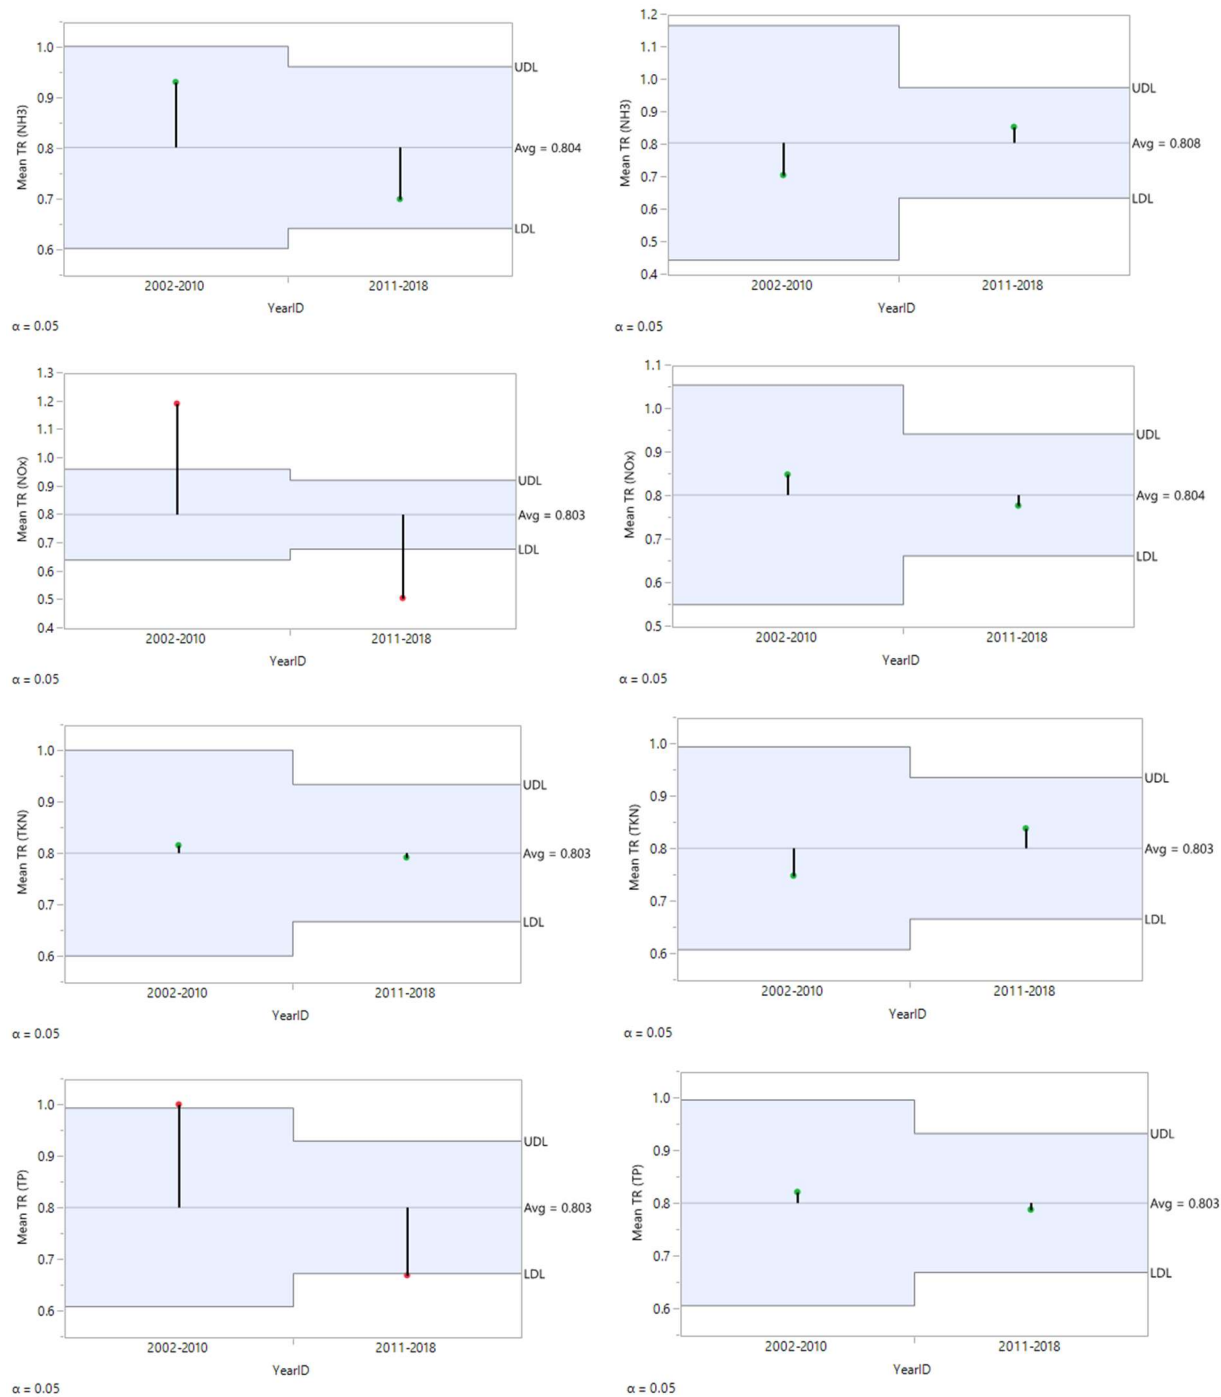 Mean TR (NH3)
1.0
0.9
0.8
0.7
0.6
UDL
Avg = 0.804
LDL
2002-2010
2011-2018
YearID
α = 0.05
Mean TR (NH3)
1.2
1.1
1.0
0.9
0.8
0.7
0.6
0.5
0.4
UDL
Avg = 0.808
LDL
2002-2010
2011-2018
YearID
α = 0.05
Mean TR (NOx)
1.3
1.2
1.1
1.0
0.9
0.8
0.7
0.6
0.5
0.4
UDL
Avg = 0.803
LDL
2002-2010
2011-2018
YearID
α = 0.05
Mean TR (NOx)
1.1
1.0
0.9
0.8
0.7
0.6
0.5
UDL
Avg = 0.804
LDL
2002-2010
2011-2018
YearID
α = 0.05
Mean TR (TKN)
1.0
0.9
0.8
0.7
0.6
UDL
Avg = 0.803
LDL
2002-2010
2011-2018
YearID
α = 0.05
Mean TR (TKN)
1.0
0.9
0.8
0.7
0.6
UDL
Avg = 0.803
LDL
2002-2010
2011-2018
YearID
α = 0.05
Mean TR (TP)
1.0
0.9
0.8
0.7
0.6
UDL
Avg = 0.803
LDL
2002-2010
2011-2018
YearID
α = 0.05
Mean TR (TP)
1.0
0.9
0.8
0.7
0.6
UDL
Avg = 0.803
LDL
2002-2010
2011-2018
YearID
α = 0.05